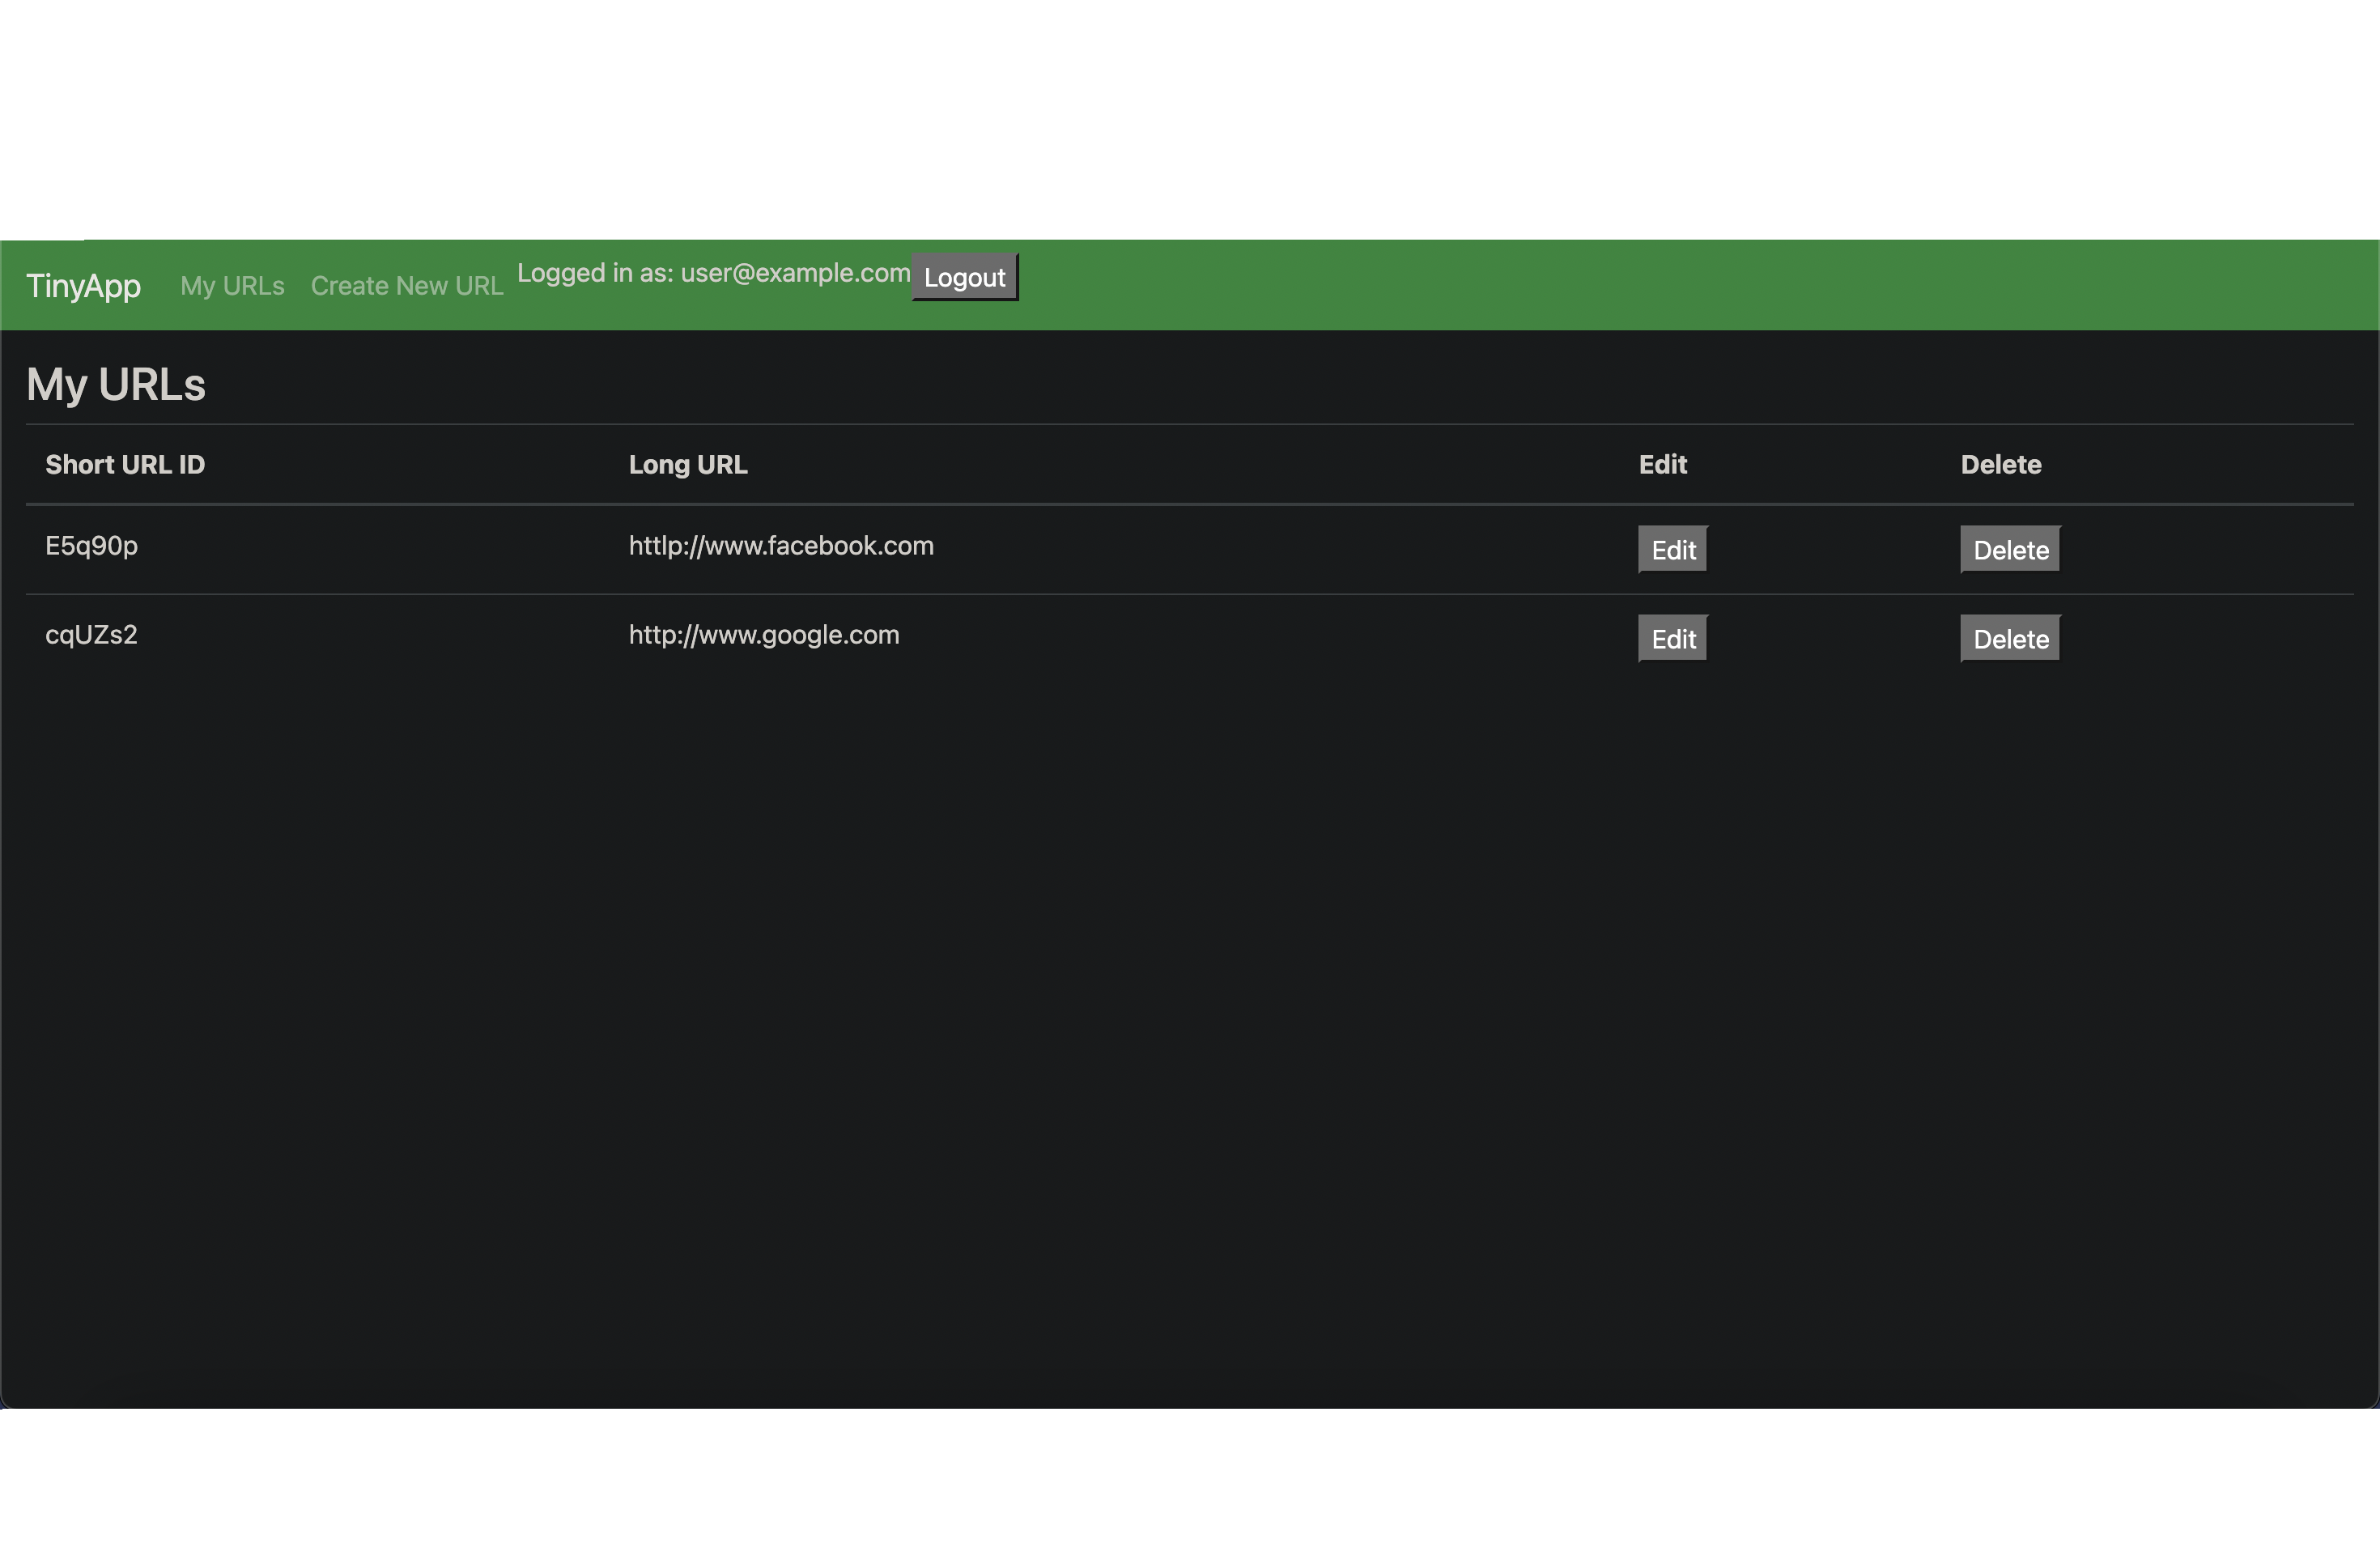 TinyApp My URLs Create New URL Logged in as: user@example.com Logout
My URLs
Short URL ID Long URL Edit Delete
E5q90p httlp://www.facebook.com Edit Delete
cqUZs2 http://www.google.com Edit Delete